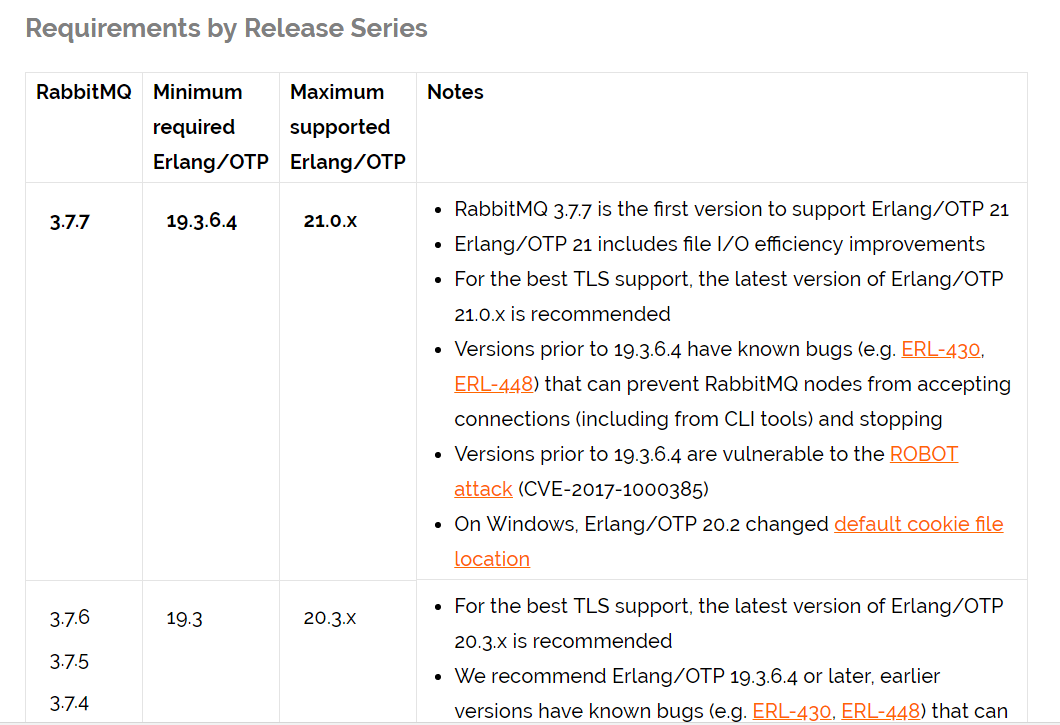 Requirements by Release Series
RabbitMQ
Minimum
required
Erlang/OTP
Maximum
supported
Erlang/OTP
Notes
3.7.7
19.3.6.4
21.0.x
• RabbitMQ 3.7.7 is the first version to support Erlang/OTP 21
• Erlang/OTP 21 includes file I/O efficiency improvements
• For the best TLS support, the latest version of Erlang/OTP
21.0.x is recommended
• Versions prior to 19.3.6.4 have known bugs (e.g. ERL-430,
ERL-448) that can prevent RabbitMQ nodes from accepting
connections (including from CLI tools) and stopping
• Versions prior to 19.3.6.4 are vulnerable to the ROBOT
attack (CVE-2017-1000385)
• On Windows, Erlang/OTP 20.2 changed default cookie file
location
3.7.6
3.7.5
3.7.4
19.3
20.3.x
• For the best TLS support, the latest version of Erlang/OTP
20.3.x is recommended
• We recommend Erlang/OTP 19.3.6.4 or later, earlier
versions have known bugs (e.g. ERL-430, ERL-448) that can